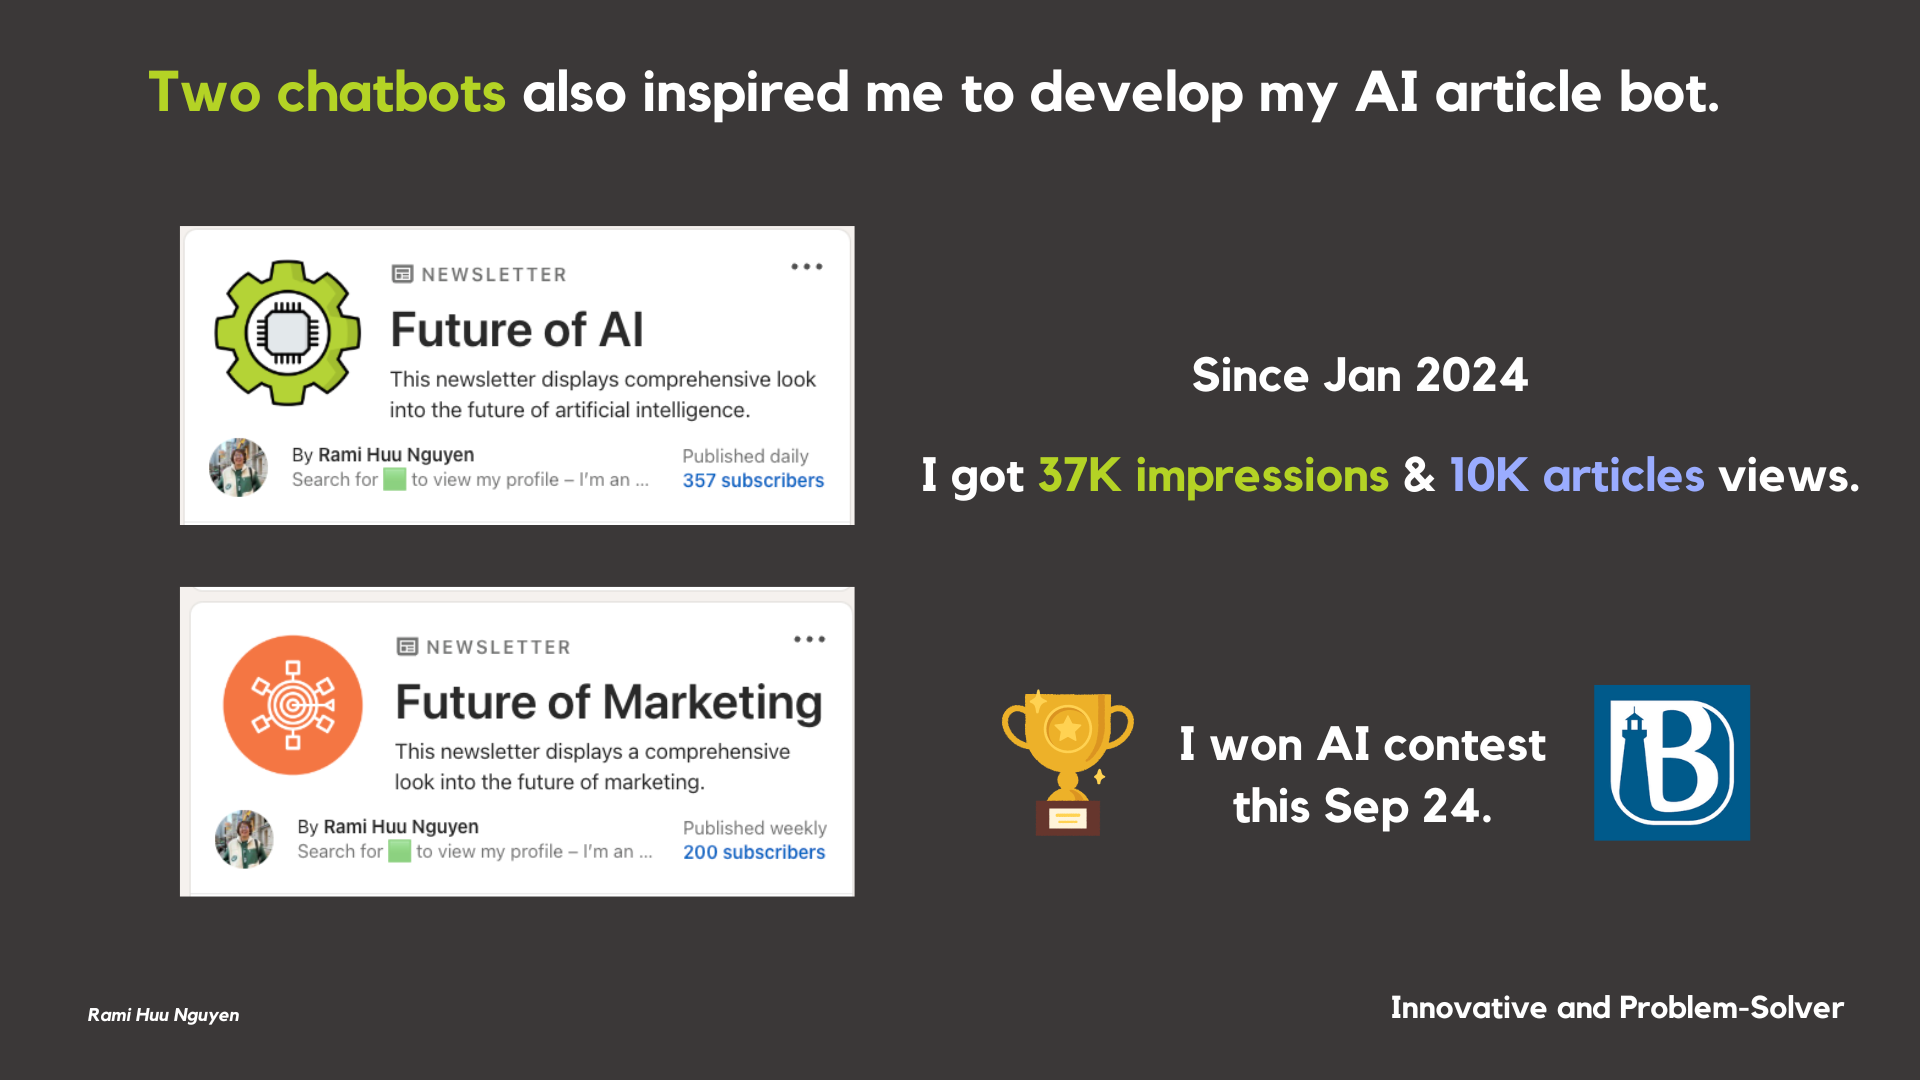 Two chatbots also inspired me to develop my AI article bot.
NEWSLETTER
Future of AI
This newsletter displays comprehensive look
into the future of artificial intelligence.
By Rami Huu Nguyen
Published daily
Search for 🟩 to view my profile – I'm an ...
357 subscribers
Since Jan 2024
I got 37K impressions & 10K articles views.
NEWSLETTER
Future of Marketing
This newsletter displays a comprehensive
look into the future of marketing.
By Rami Huu Nguyen
Published weekly
Search for 🟩 to view my profile – I'm an ...
200 subscribers
I won AI contest
this Sep 24.
B
Rami Huu Nguyen
Innovative and Problem-Solver